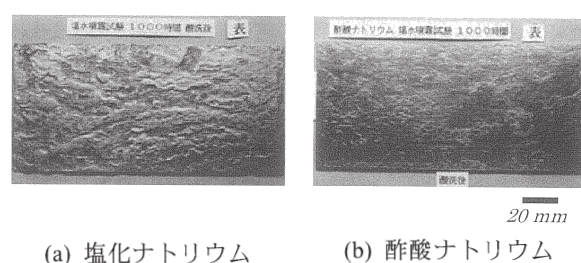 塩水噴霧試験 1000時間 酸洗後
表
酢酸ナトリウム 塩水噴霧試験 1000時間
表
酸洗後
20 mm
(a) 塩化ナトリウム
(b) 酢酸ナトリウム